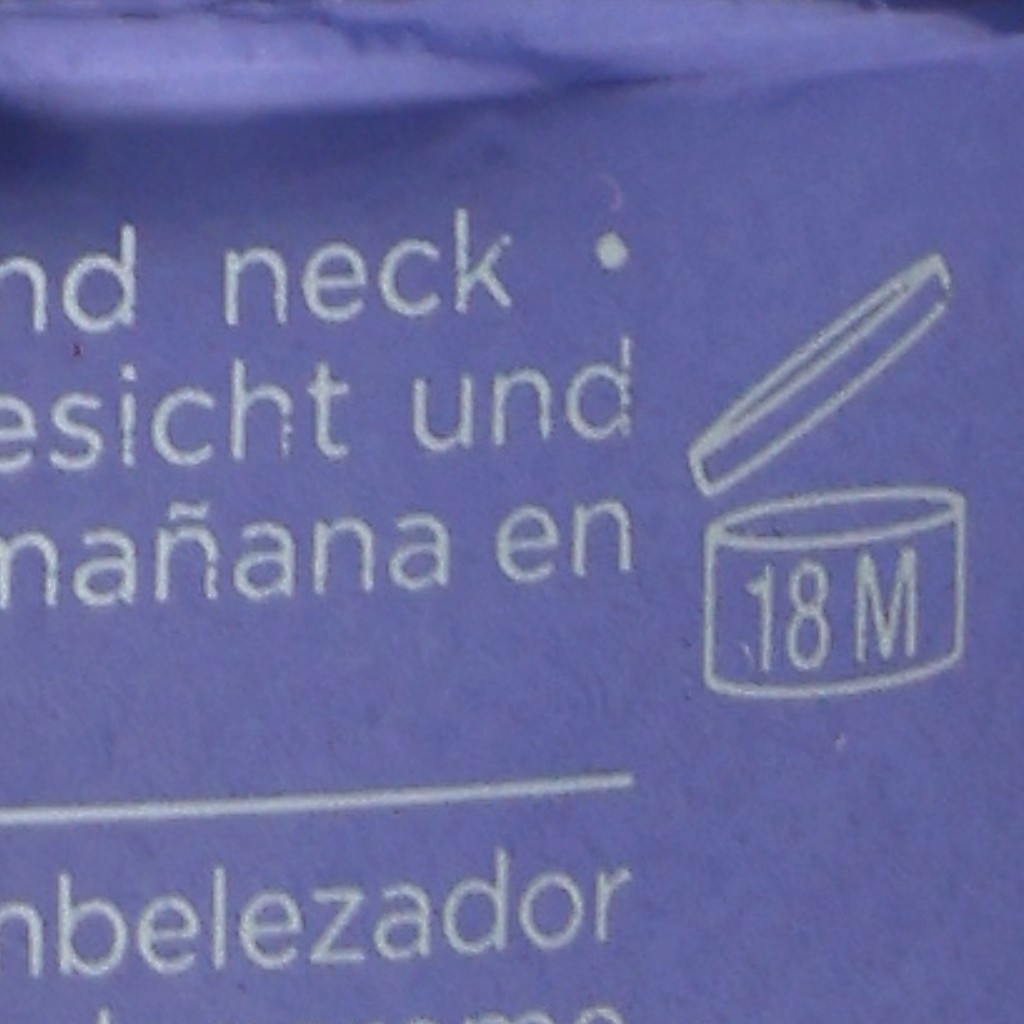 nd neck •
esicht und
mañana en
18 M
nbelezador